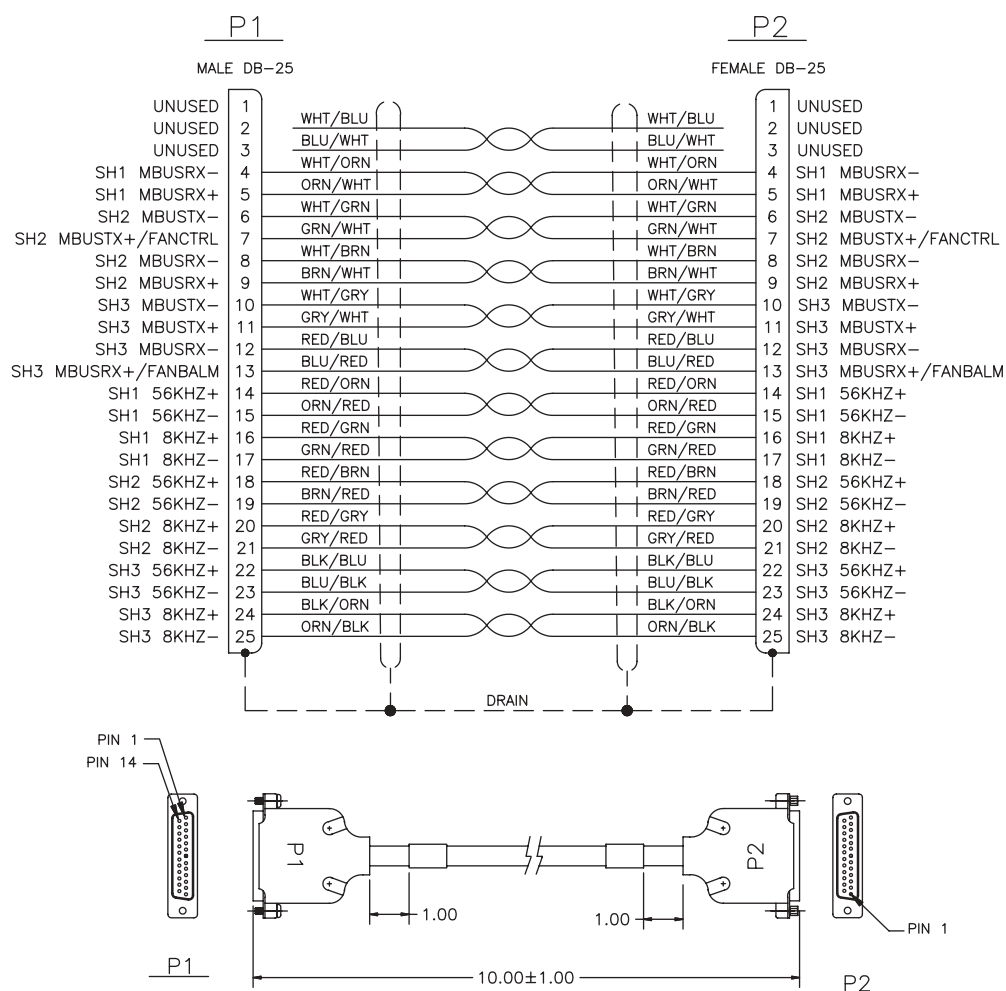 P1 P2
MALE DB-25 FEMALE DB-25
UNUSED 1 1 UNUSED
WHT/BLU WHT/BLU
UNUSED 2 2 UNUSED
BLU/WHT BLU/WHT
UNUSED 3 3 UNUSED
WHT/ORN WHT/ORN
SH1 MBUSRX- 4 4 SH1 MBUSRX-
ORN/WHT ORN/WHT
SH1 MBUSRX+ 5 5 SH1 MBUSRX+
WHT/GRN WHT/GRN
SH2 MBUSTX- 6 6 SH2 MBUSTX-
GRN/WHT GRN/WHT
SH2 MBUSTX+/FANCTRL 7 7 SH2 MBUSTX+/FANCTRL
WHT/BRN WHT/BRN
SH2 MBUSRX- 8 8 SH2 MBUSRX-
BRN/WHT BRN/WHT
SH2 MBUSRX+ 9 9 SH2 MBUSRX+
WHT/GRY WHT/GRY
SH3 MBUSTX- 10 10 SH3 MBUSTX-
GRY/WHT GRY/WHT
SH3 MBUSTX+ 11 11 SH3 MBUSTX+
RED/BLU RED/BLU
SH3 MBUSRX- 12 12 SH3 MBUSRX-
BLU/RED BLU/RED
SH3 MBUSRX+/FANBALM 13 13 SH3 MBUSRX+/FANBALM
RED/ORN RED/ORN
SH1 56KHZ+ 14 14 SH1 56KHZ+
ORN/RED ORN/RED
SH1 56KHZ- 15 15 SH1 56KHZ-
RED/GRN RED/GRN
SH1 8KHZ+ 16 16 SH1 8KHZ+
GRN/RED GRN/RED
SH1 8KHZ- 17 17 SH1 8KHZ-
RED/BRN RED/BRN
SH2 56KHZ+ 18 18 SH2 56KHZ+
BRN/RED BRN/RED
SH2 56KHZ- 19 19 SH2 56KHZ-
RED/GRY RED/GRY
SH2 8KHZ+ 20 20 SH2 8KHZ+
GRY/RED GRY/RED
SH2 8KHZ- 21 21 SH2 8KHZ-
BLK/BLU BLK/BLU
SH3 56KHZ+ 22 22 SH3 56KHZ+
BLU/BLK BLU/BLK
SH3 56KHZ- 23 23 SH3 56KHZ-
BLK/ORN BLK/ORN
SH3 8KHZ+ 24 24 SH3 8KHZ+
ORN/BLK ORN/BLK
SH3 8KHZ- 25 25 SH3 8KHZ-
DRAIN
PIN 1
PIN 14
P1 P2
1.00 1.00
PIN 1
P1 10.00±1.00 P2